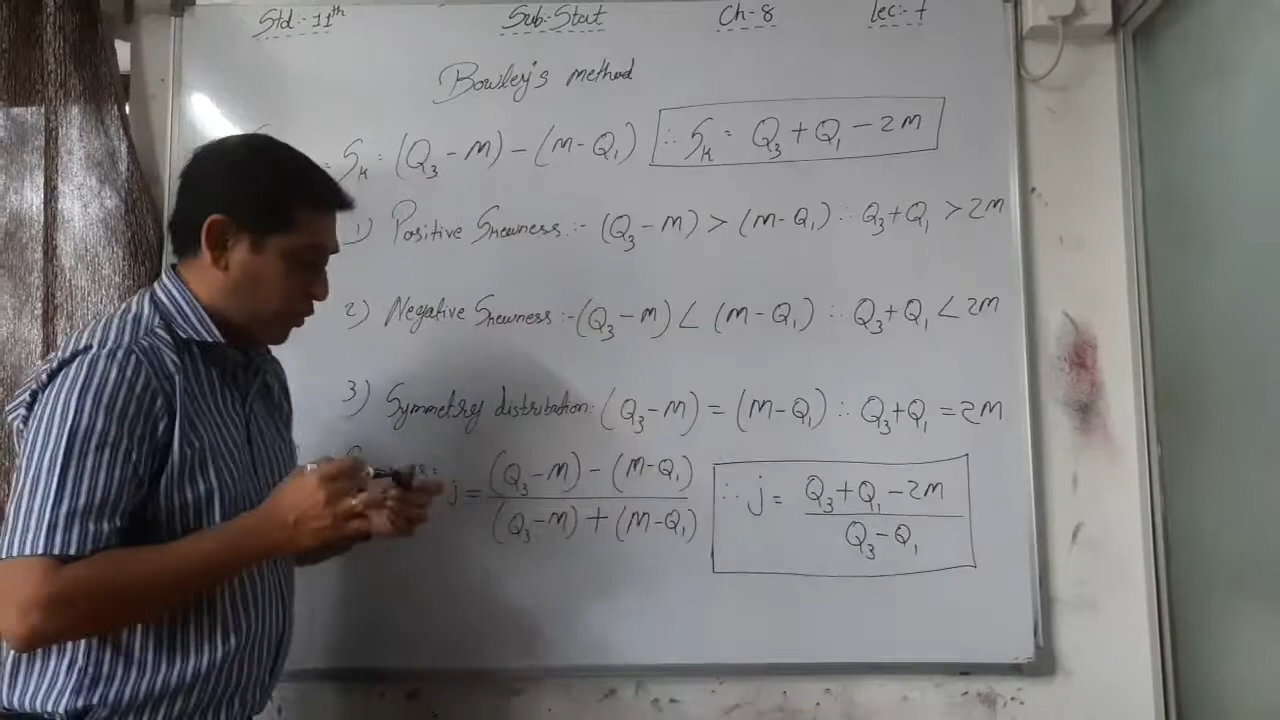 Std:- 11th Sub:- Stat Ch-8 Lec:- 7
Bowley's method
Sk = (Q3 - M) - (M - Q1) ∴ Sk = Q3 + Q1 - 2M
1) Positive Skewness:- (Q3 - M) > (M - Q1) ∴ Q3 + Q1 > 2M
2) Negative Skewness:- (Q3 - M) < (M - Q1) ∴ Q3 + Q1 < 2M
3) Symmetry distribution: (Q3 - M) = (M - Q1) ∴ Q3 + Q1 = 2M
j = (Q3 - M) - (M - Q1) / (Q3 - M) + (M - Q1) ∴ j = Q3 + Q1 - 2M / Q3 - Q1